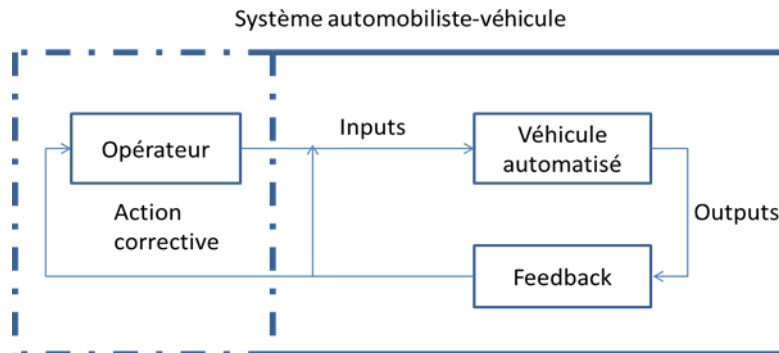 Système automobiliste-véhicule
Opérateur
Inputs
Véhicule
automatisé
Action
corrective
Outputs
Feedback